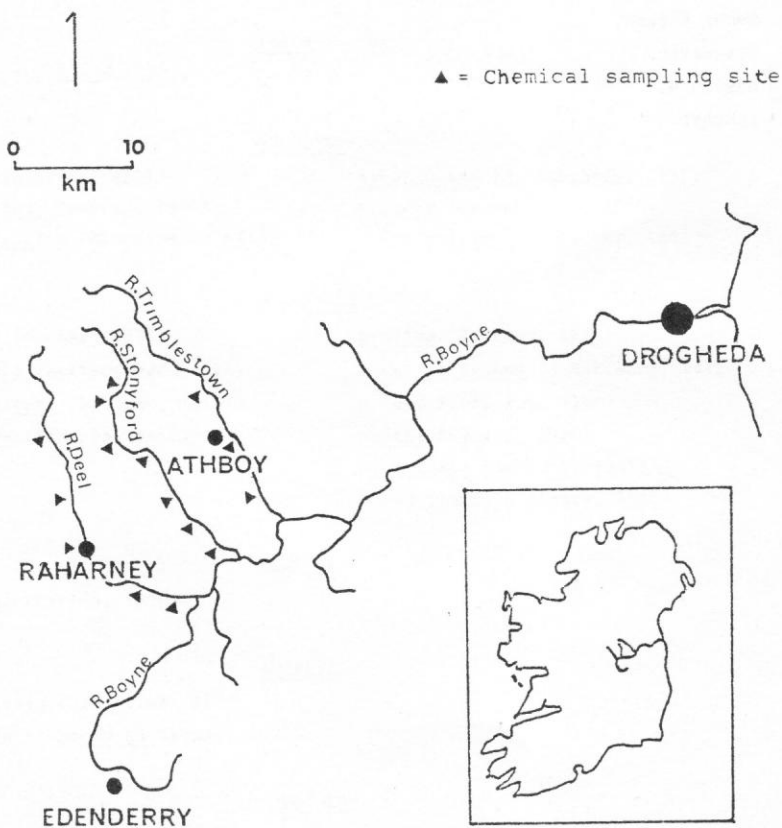 ▲ = Chemical sampling site
0 10
km
R.Trimblestown
R.Stonyford
R.Deel
R.Boyne
DROGHEDA
ATHBOY
RAHARNEY
R.Boyne
EDENDERRY